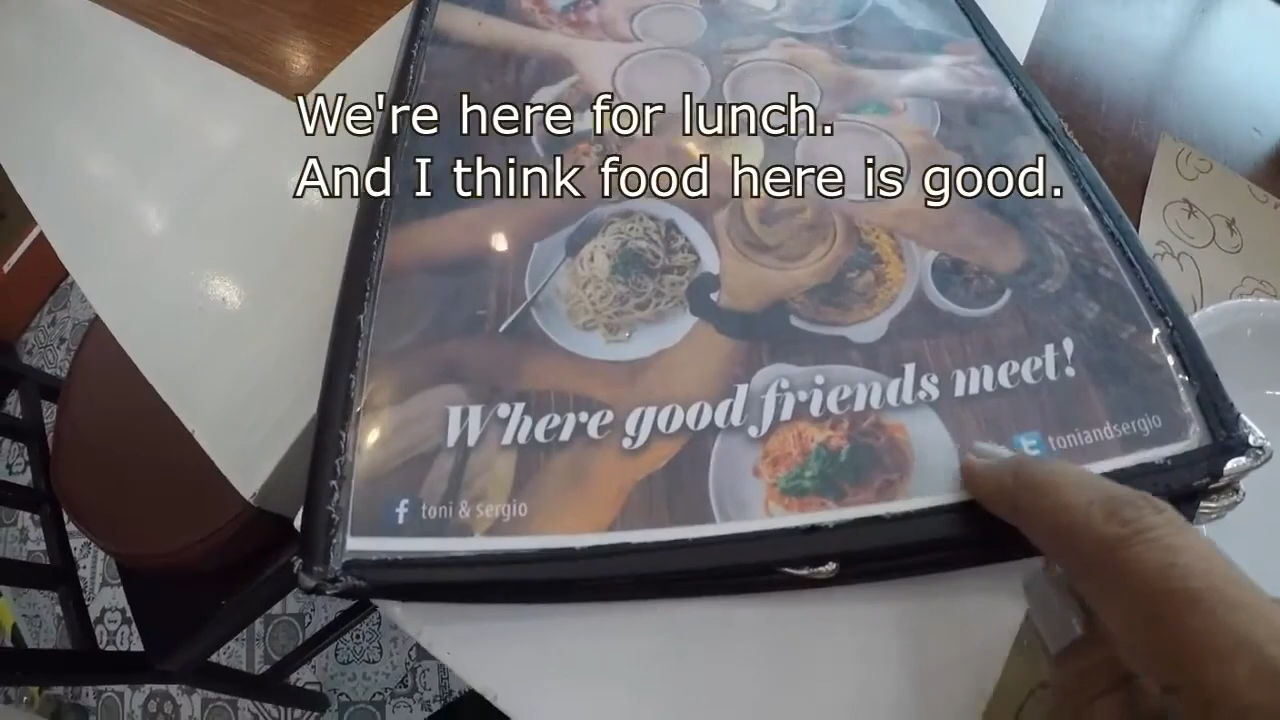 We're here for lunch.
And I think food here is good.
Where good friends meet!
toniandsergio
toni & sergio